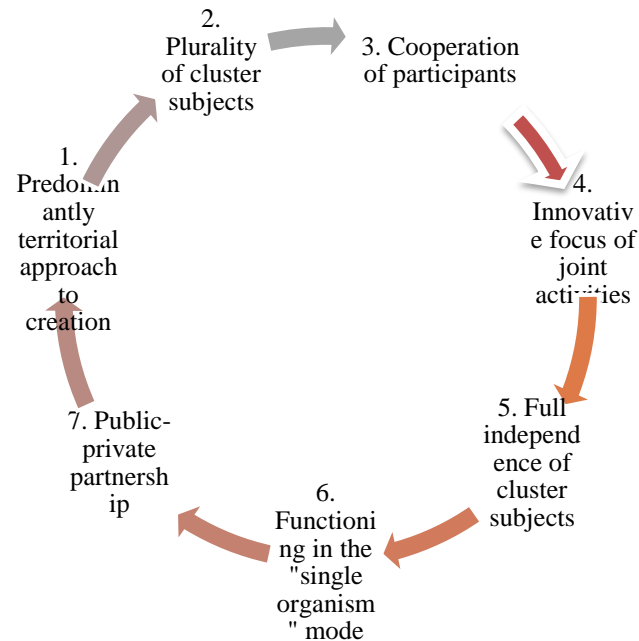 1.
Predominantly
territorial
approach
to
creation
2.
Plurality
of cluster
subjects
3. Cooperation
of participants
4.
Innovativ
e focus of
joint
activities
5. Full
independ
ence of
cluster
subjects
6.
Functioni
ng in the
"single
organism
" mode
7. Public-
private
partnersh
ip